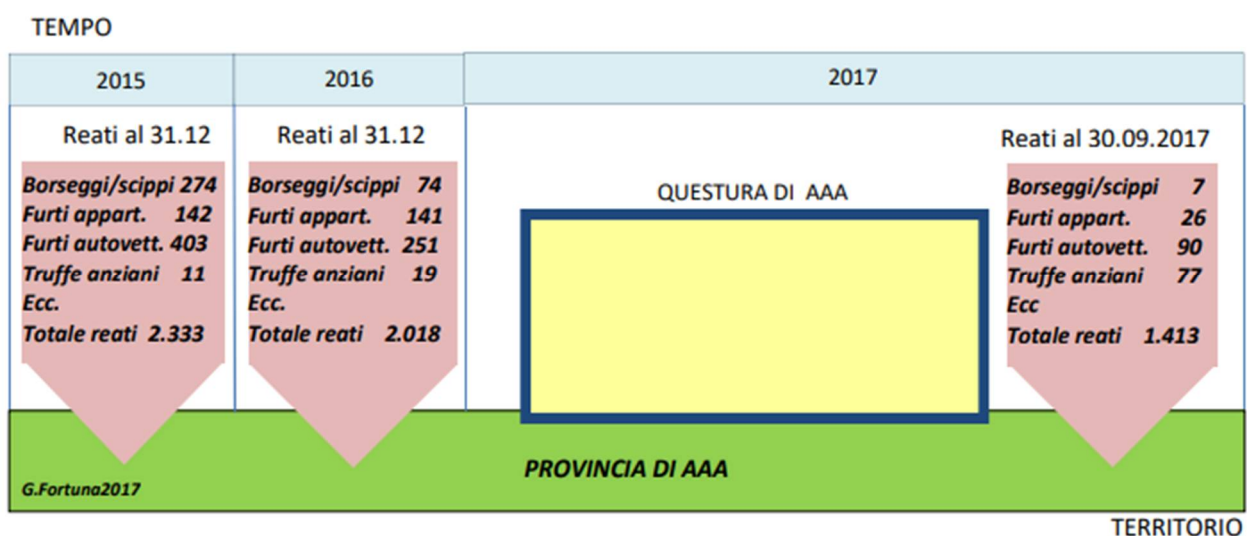 TEMPO
2015
2016
2017
Reati al 31.12
Borseggi/scippi 274
Furti appart. 142
Furti autovett. 403
Truffe anziani 11
Ecc.
Totale reati 2.333
Reati al 31.12
Borseggi/scippi 74
Furti appart. 141
Furti autovett. 251
Truffe anziani 19
Ecc.
Totale reati 2.018
QUESTURA DI AAA
Reati al 30.09.2017
Borseggi/scippi 7
Furti appart. 26
Furti autovett. 90
Truffe anziani 77
Ecc
Totale reati 1.413
PROVINCIA DI AAA
G.Fortuna2017
TERRITORIO